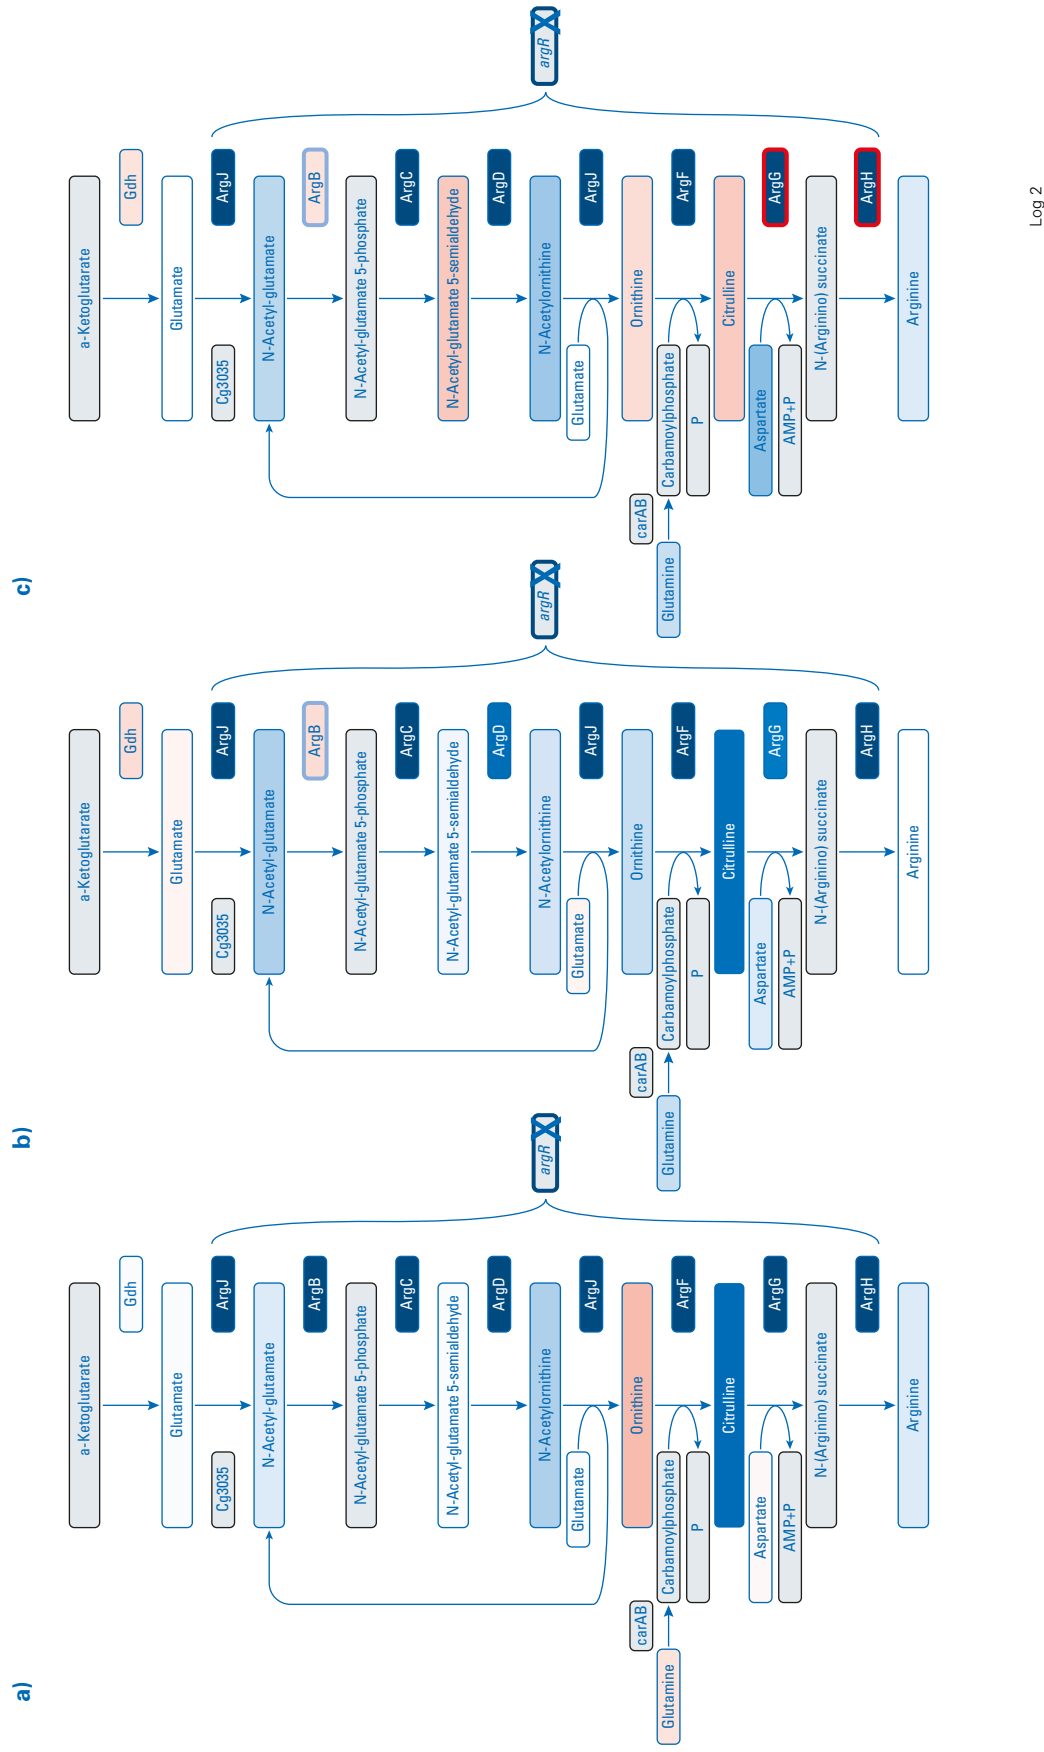 a)
a-Ketoglutarate
Gdh
Glutamate
Cg3035
ArgJ
N-Acetyl-glutamate
ArgB
N-Acetyl-glutamate 5-phosphate
ArgC
N-Acetyl-glutamate 5-semialdehyde
ArgD
N-Acetylornithine
Glutamate
ArgJ
argR
X
Ornithine
carAB
Glutamine
Carbamoylphosphate
P
ArgF
Citrulline
Aspartate
AMP+P
ArgG
N-(Arginino) succinate
ArgH
Arginine
b)
a-Ketoglutarate
Gdh
Glutamate
Cg3035
ArgJ
N-Acetyl-glutamate
ArgB
N-Acetyl-glutamate 5-phosphate
ArgC
N-Acetyl-glutamate 5-semialdehyde
ArgD
N-Acetylornithine
Glutamate
ArgJ
argR
X
Ornithine
carAB
Glutamine
Carbamoylphosphate
P
ArgF
Citrulline
Aspartate
AMP+P
ArgG
N-(Arginino) succinate
ArgH
Arginine
c)
a-Ketoglutarate
Gdh
Glutamate
Cg3035
ArgJ
N-Acetyl-glutamate
ArgB
N-Acetyl-glutamate 5-phosphate
ArgC
N-Acetyl-glutamate 5-semialdehyde
ArgD
N-Acetylornithine
Glutamate
ArgJ
argR
X
Ornithine
carAB
Glutamine
Carbamoylphosphate
P
ArgF
Citrulline
Aspartate
AMP+P
ArgG
N-(Arginino) succinate
ArgH
Arginine
Log 2